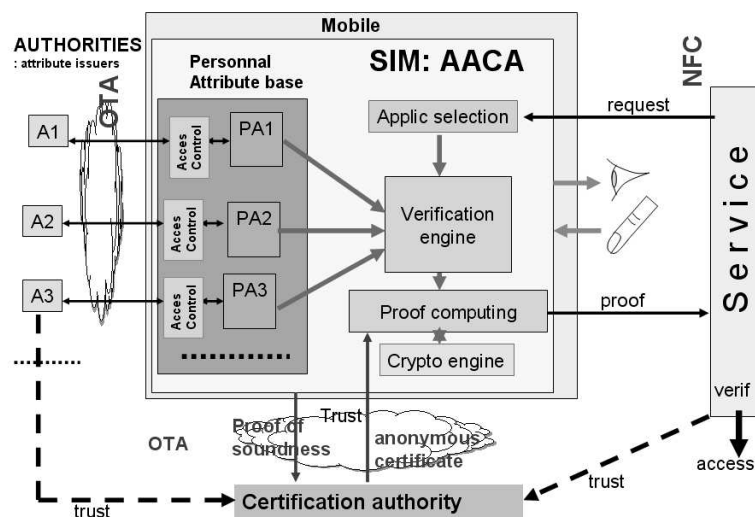 Mobile
AUTHORITIES
: attribute issuers
OTA
Personnal
Attribute base
SIM: AACA
NFC
A1
Acces
Control
PA1
Applic selection
request
A2
Acces
Control
PA2
Verification
engine
Service
A3
Acces
Control
PA3
Proof computing
proof
Crypto engine
verif
OTA
Proof of
soundness
Trust
anonymous
certificate
access
trust
Certification authority
trust